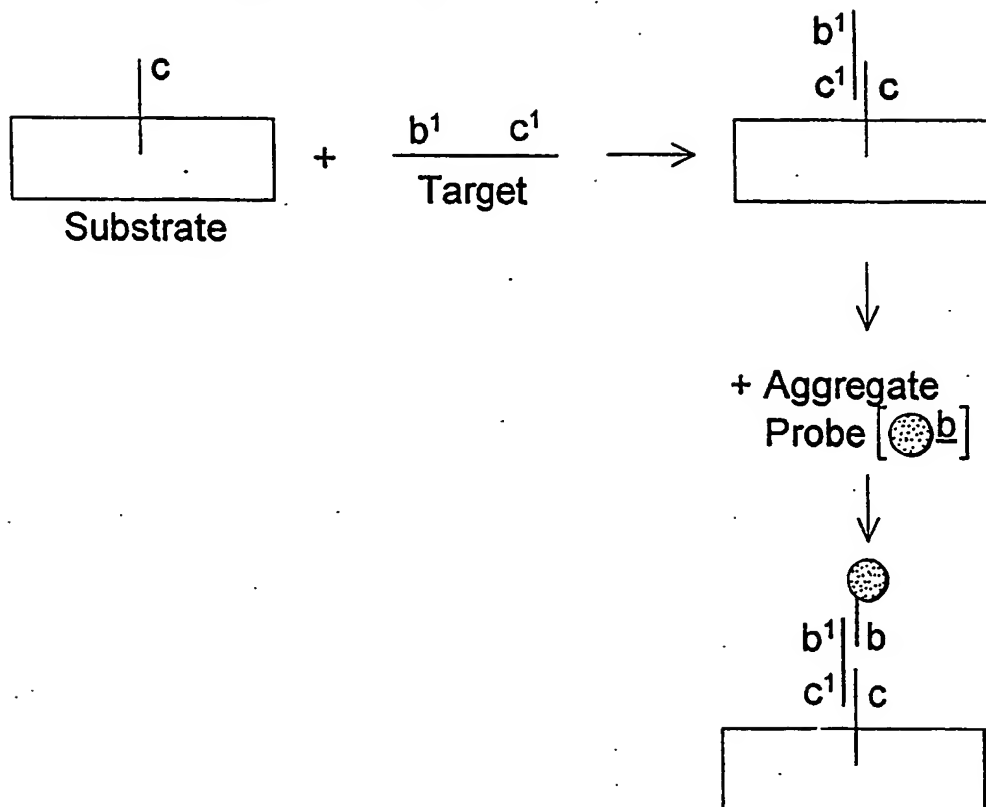 c
Substrate
+
b¹ c¹
Target
b¹
c¹ c
+ Aggregate
Probe [b]
b¹ b
c¹ c